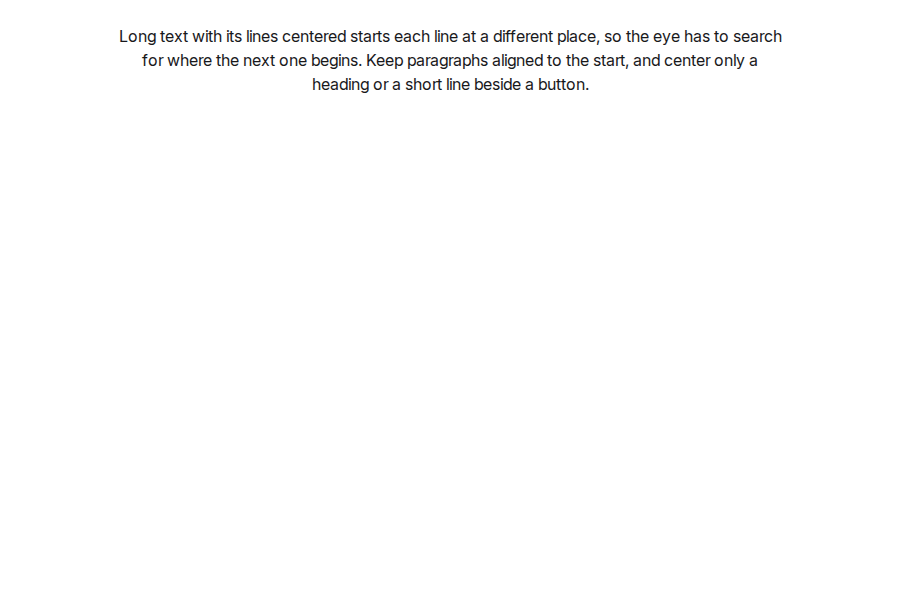 Long text with its lines centered starts each line at a different place, so the eye has to search
for where the next one begins. Keep paragraphs aligned to the start, and center only a
heading or a short line beside a button.